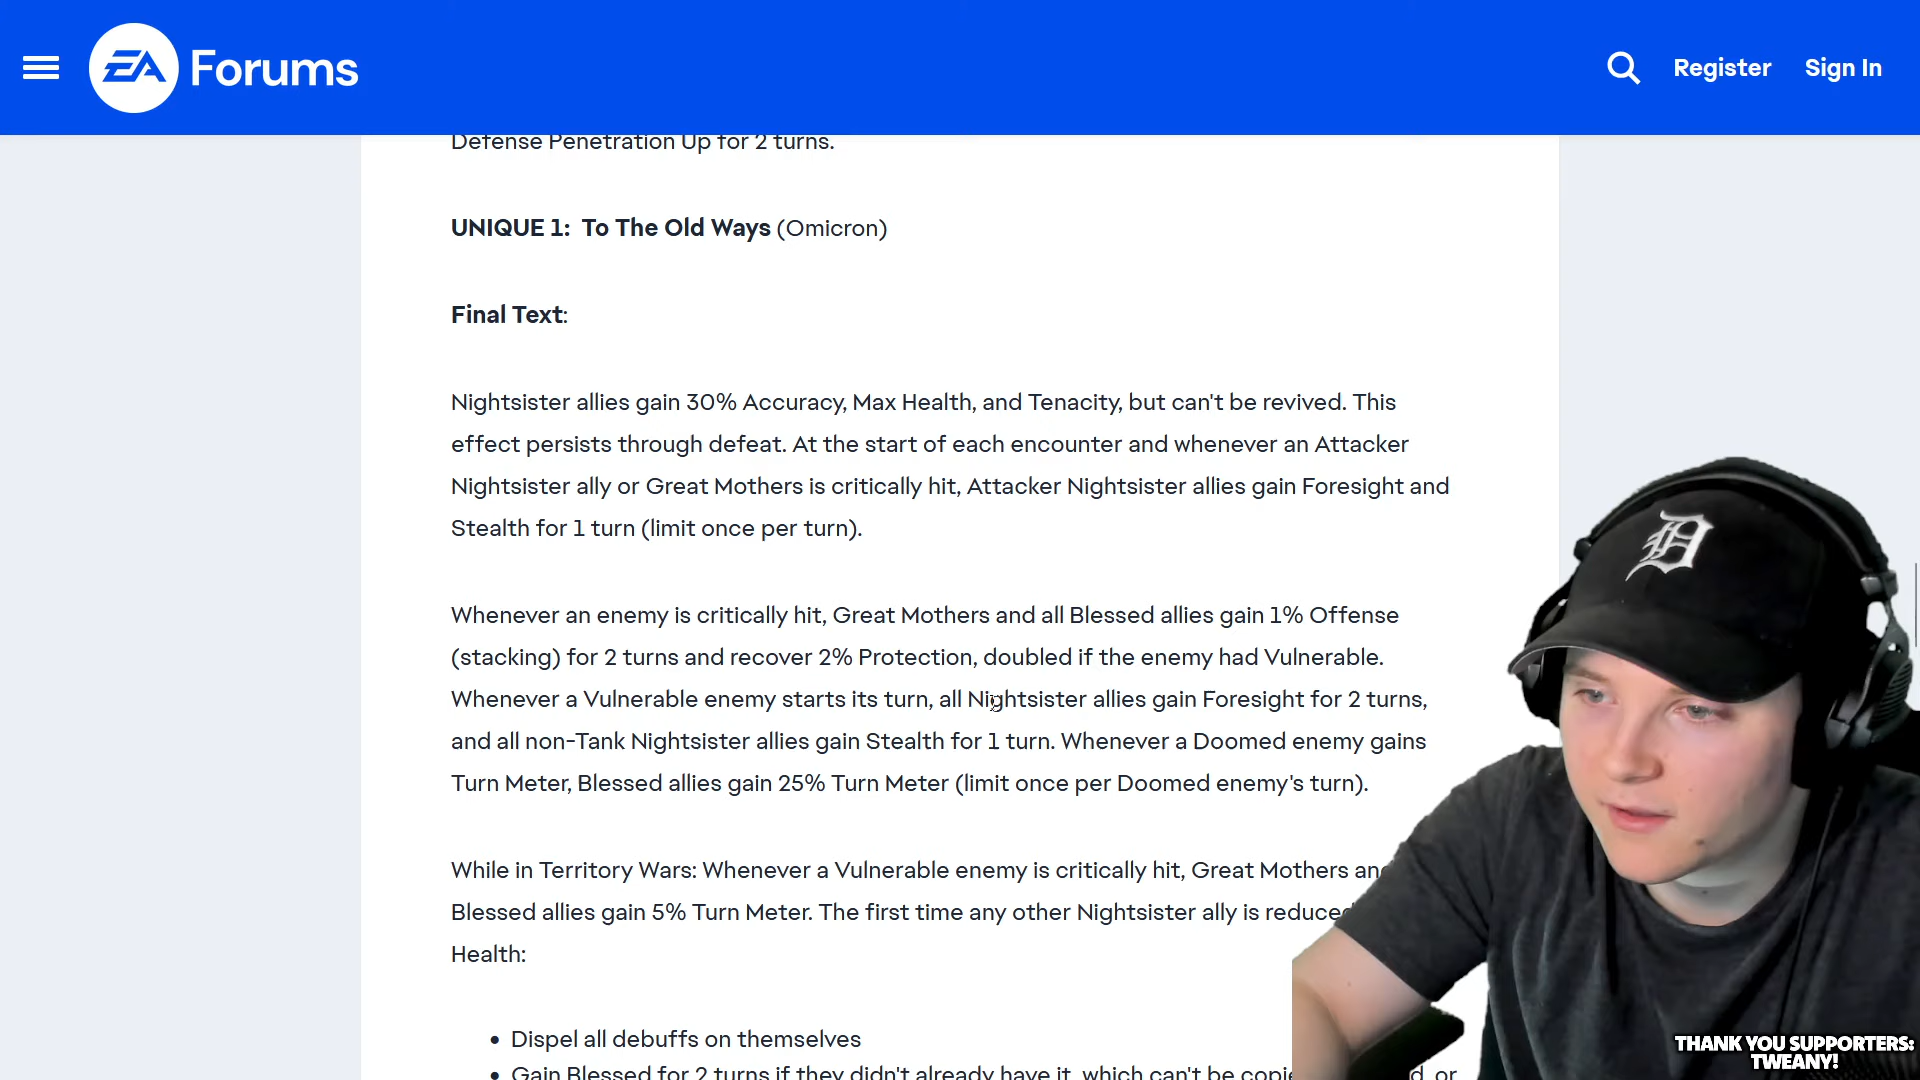 EA Forums
Register
Sign In
Defense Penetration Up for 2 turns.
UNIQUE 1: To The Old Ways (Omicron)
Final Text:
Nightsister allies gain 30% Accuracy, Max Health, and Tenacity, but can't be revived. This
effect persists through defeat. At the start of each encounter and whenever an Attacker
Nightsister ally or Great Mothers is critically hit, Attacker Nightsister allies gain Foresight and
Stealth for 1 turn (limit once per turn).
Whenever an enemy is critically hit, Great Mothers and all Blessed allies gain 1% Offense
(stacking) for 2 turns and recover 2% Protection, doubled if the enemy had Vulnerable.
Whenever a Vulnerable enemy starts its turn, all Nightsister allies gain Foresight for 2 turns,
and all non-Tank Nightsister allies gain Stealth for 1 turn. Whenever a Doomed enemy gains
Turn Meter, Blessed allies gain 25% Turn Meter (limit once per Doomed enemy's turn).
While in Territory Wars: Whenever a Vulnerable enemy is critically hit, Great Mothers and
Blessed allies gain 5% Turn Meter. The first time any other Nightsister ally is reduced
Health:
• Dispel all debuffs on themselves
• Gain Blessed for 2 turns if they didn't already have it, which can't be or
D
THANK YOU SUPPORTERS:
TWEANY!